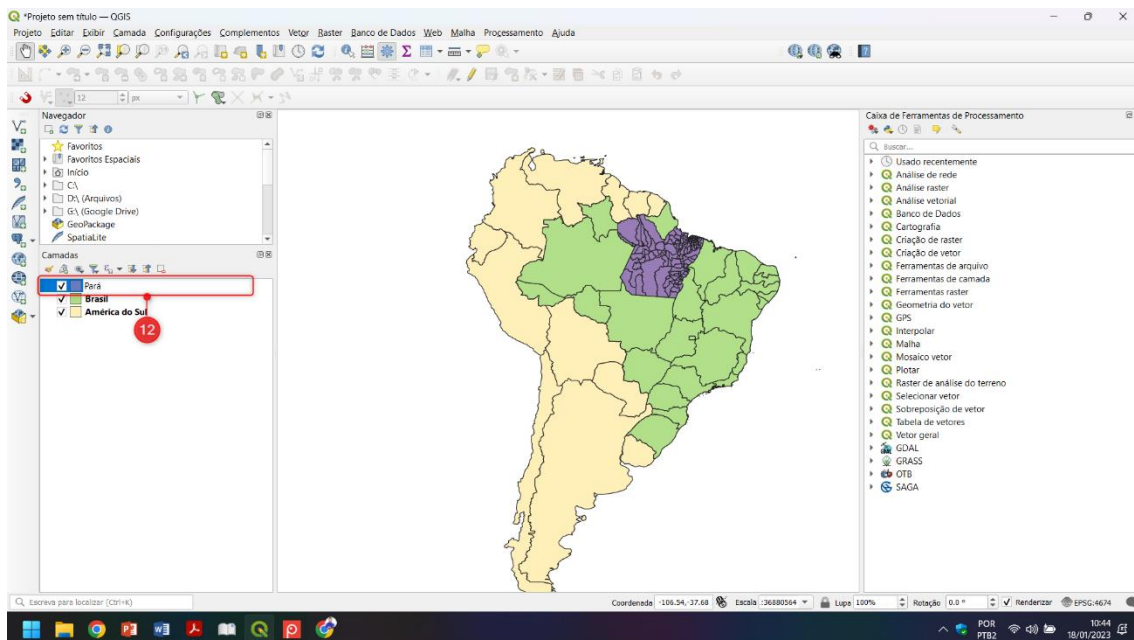 *Projeto sem título — QGIS
Projeto Editar Exibir Camada Configurações Complementos Vetor Raster Banco de Dados Web Malha Processamento Ajuda
12 px
Navegador
Favoritos
Favoritos Espaciais
Início
C:\
D:\ (Arquivos)
G:\ (Google Drive)
GeoPackage
SpatiaLite
Camadas
Pará
Brasil
América do Sul
12
Caixa de Ferramentas de Processamento
Buscar...
Usado recentemente
Análise de rede
Análise raster
Análise vetorial
Banco de Dados
Cartografia
Criação de raster
Criação de vetor
Ferramentas de arquivo
Ferramentas de camada
Ferramentas raster
Geometria do vetor
GPS
Interpolar
Malha
Mosaico vetor
Plotar
Raster de análise do terreno
Selecionar vetor
Sobreposição de vetor
Tabela de vetores
Vetor geral
GDAL
GRASS
OTB
SAGA
Escreva para localizar (Ctrl+K) Coordenada -106.54,-37.68 Escala :36880564 Lupa 100% Rotação 0.0 ° Renderizar EPSG:4674
POR 10:44
PTB2 18/01/2023